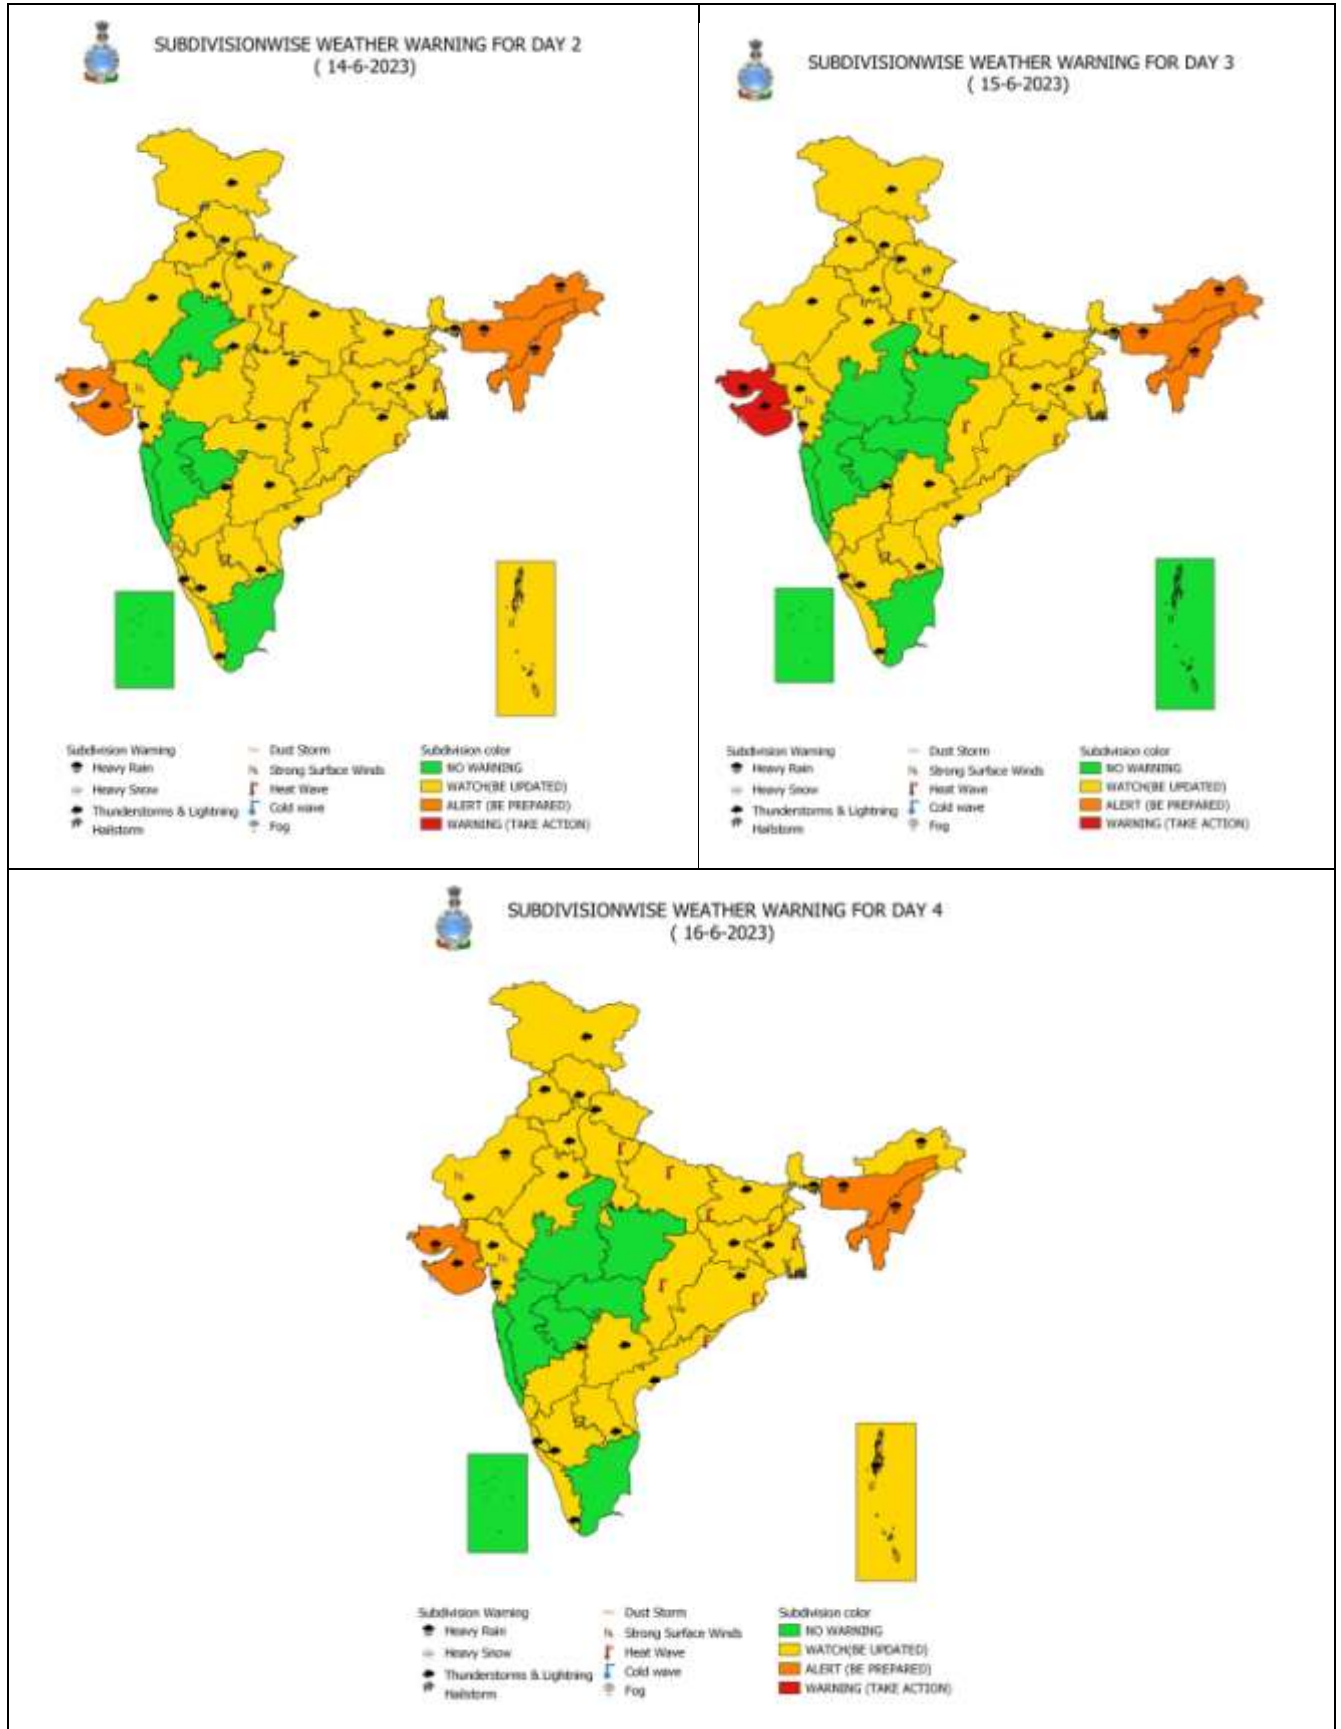 SUBDIVISIONWISE WEATHER WARNING FOR DAY 2
( 14-6-2023)
Subdivision Warning
Heavy Rain
Heavy Snow
Thunderstorms & Lightning
Hailstorm
Dust Storm
Strong Surface Winds
Heat Wave
Cold wave
Fog
Subdivision color
NO WARNING
WATCH(BE UPDATED)
ALERT (BE PREPARED)
WARNING (TAKE ACTION)
SUBDIVISIONWISE WEATHER WARNING FOR DAY 3
( 15-6-2023)
Subdivision Warning
Heavy Rain
Heavy Snow
Thunderstorms & Lightning
Hailstorm
Dust Storm
Strong Surface Winds
Heat Wave
Cold wave
Fog
Subdivision color
NO WARNING
WATCH(BE UPDATED)
ALERT (BE PREPARED)
WARNING (TAKE ACTION)
SUBDIVISIONWISE WEATHER WARNING FOR DAY 4
( 16-6-2023)
Subdivision Warning
Heavy Rain
Heavy Snow
Thunderstorms & Lightning
Hailstorm
Dust Storm
Strong Surface Winds
Heat Wave
Cold wave
Fog
Subdivision color
NO WARNING
WATCH(BE UPDATED)
ALERT (BE PREPARED)
WARNING (TAKE ACTION)